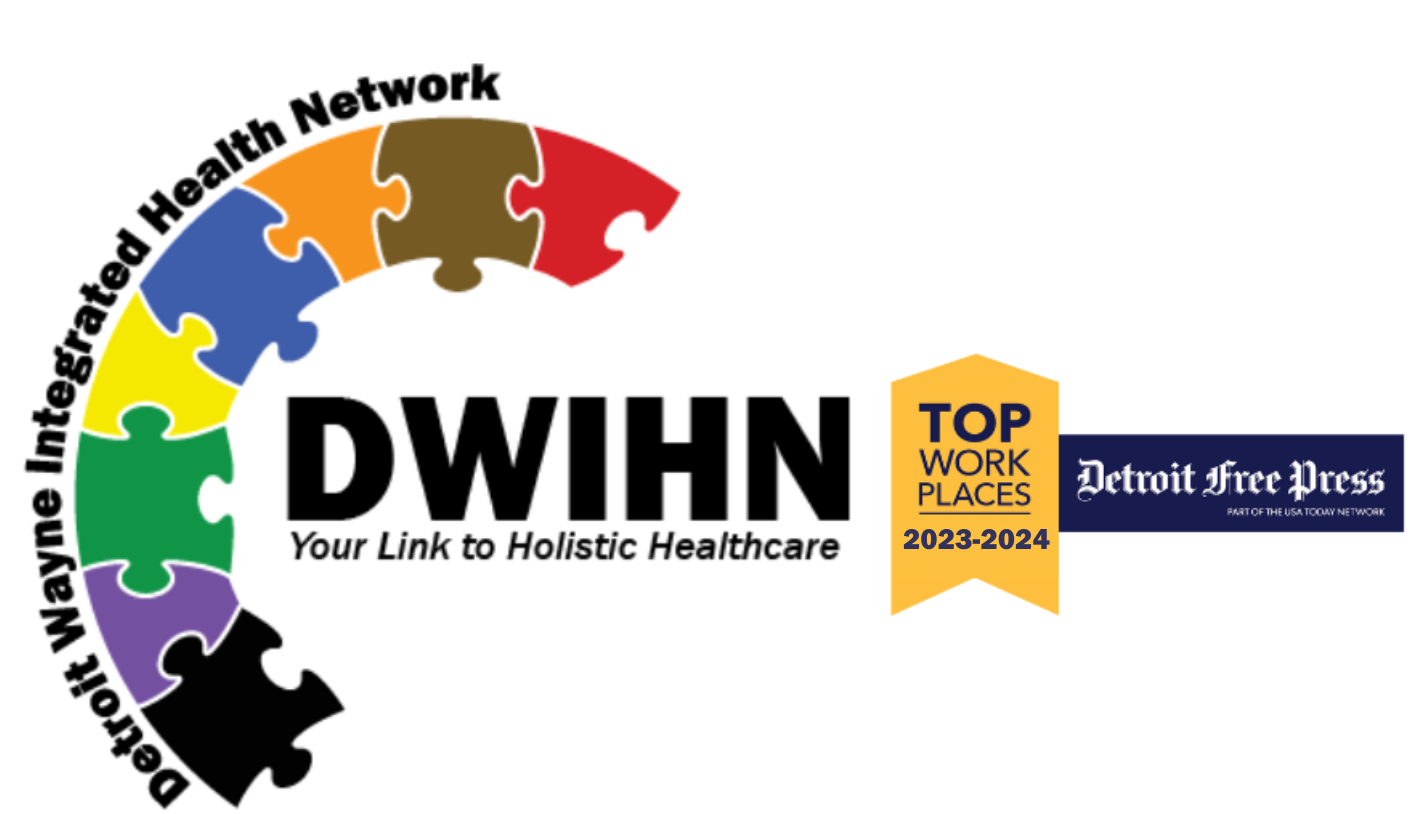 Detroit Wayne Integrated Health Network
DWIHN
Your Link to Holistic Healthcare
TOP
WORK
PLACES
2023-2024
Detroit Free Press
PART OF THE USA TODAY NETWORK